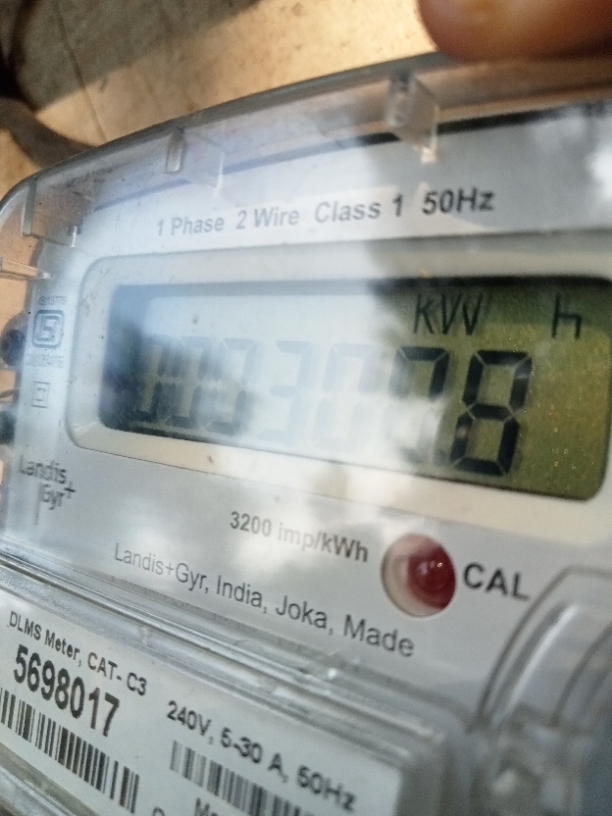 1 Phase 2 Wire Class 1 50Hz
kW h
Landis
Gyr+
3200 imp/kWh
CAL
Landis+Gyr, India, Joka, Made
DLMS Meter, CAT- C3
5698017
240V, 5-30 A, 50Hz